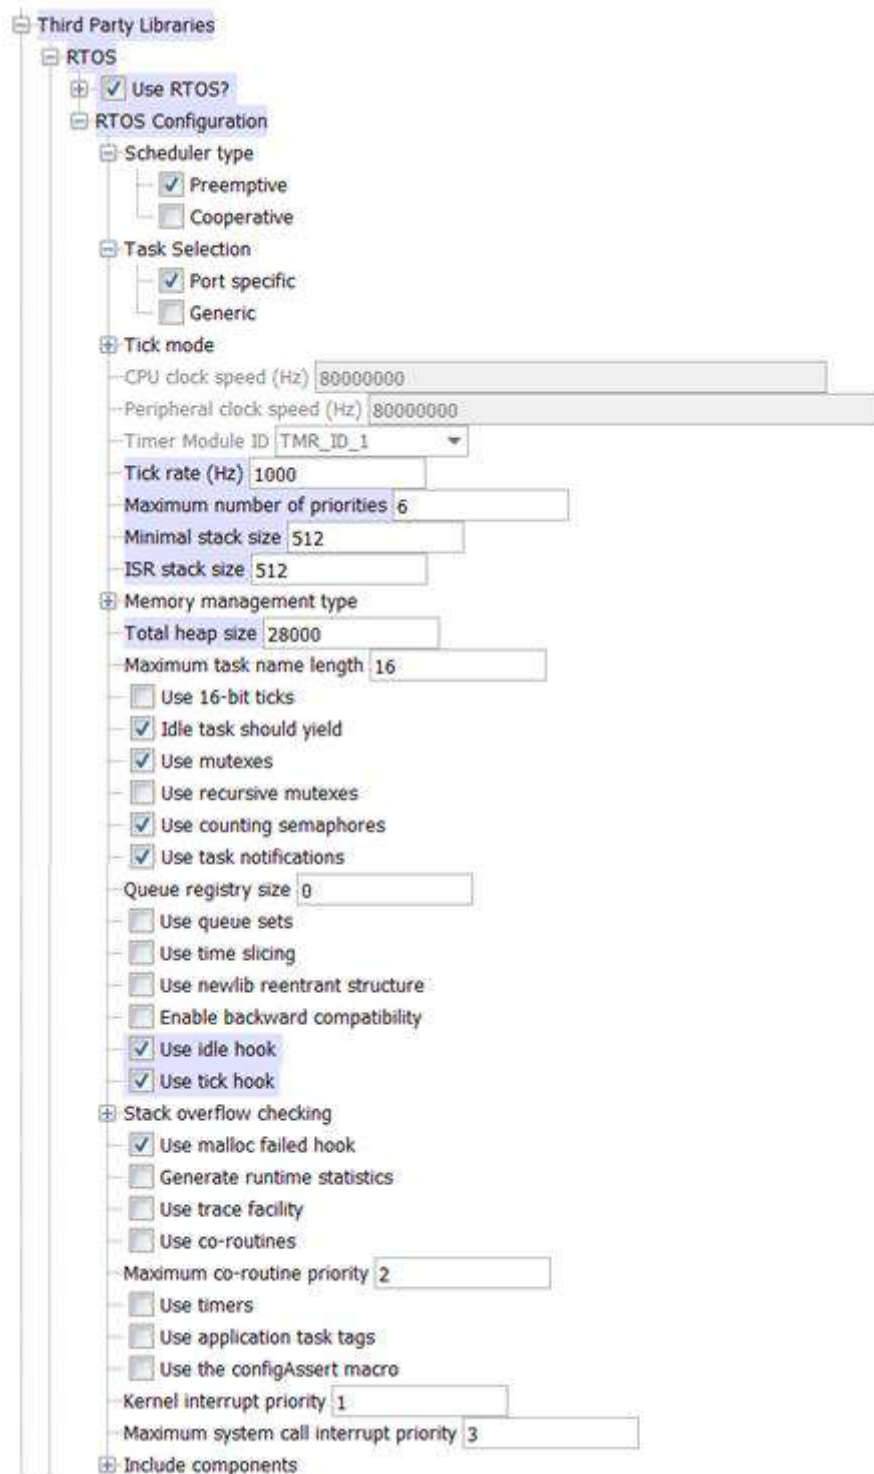 Third Party Libraries
RTOS
Use RTOS?
RTOS Configuration
Scheduler type
Preemptive
Cooperative
Task Selection
Port specific
Generic
Tick mode
CPU clock speed (Hz) 80000000
Peripheral clock speed (Hz) 80000000
Timer Module ID TMR_ID_1
Tick rate (Hz) 1000
Maximum number of priorities 6
Minimal stack size 512
ISR stack size 512
Memory management type
Total heap size 28000
Maximum task name length 16
Use 16-bit ticks
Idle task should yield
Use mutexes
Use recursive mutexes
Use counting semaphores
Use task notifications
Queue registry size 0
Use queue sets
Use time slicing
Use newlib reentrant structure
Enable backward compatibility
Use idle hook
Use tick hook
Stack overflow checking
Use malloc failed hook
Generate runtime statistics
Use trace facility
Use co-routines
Maximum co-routine priority 2
Use timers
Use application task tags
Use the configAssert macro
Kernel interrupt priority 1
Maximum system call interrupt priority 3
Include components